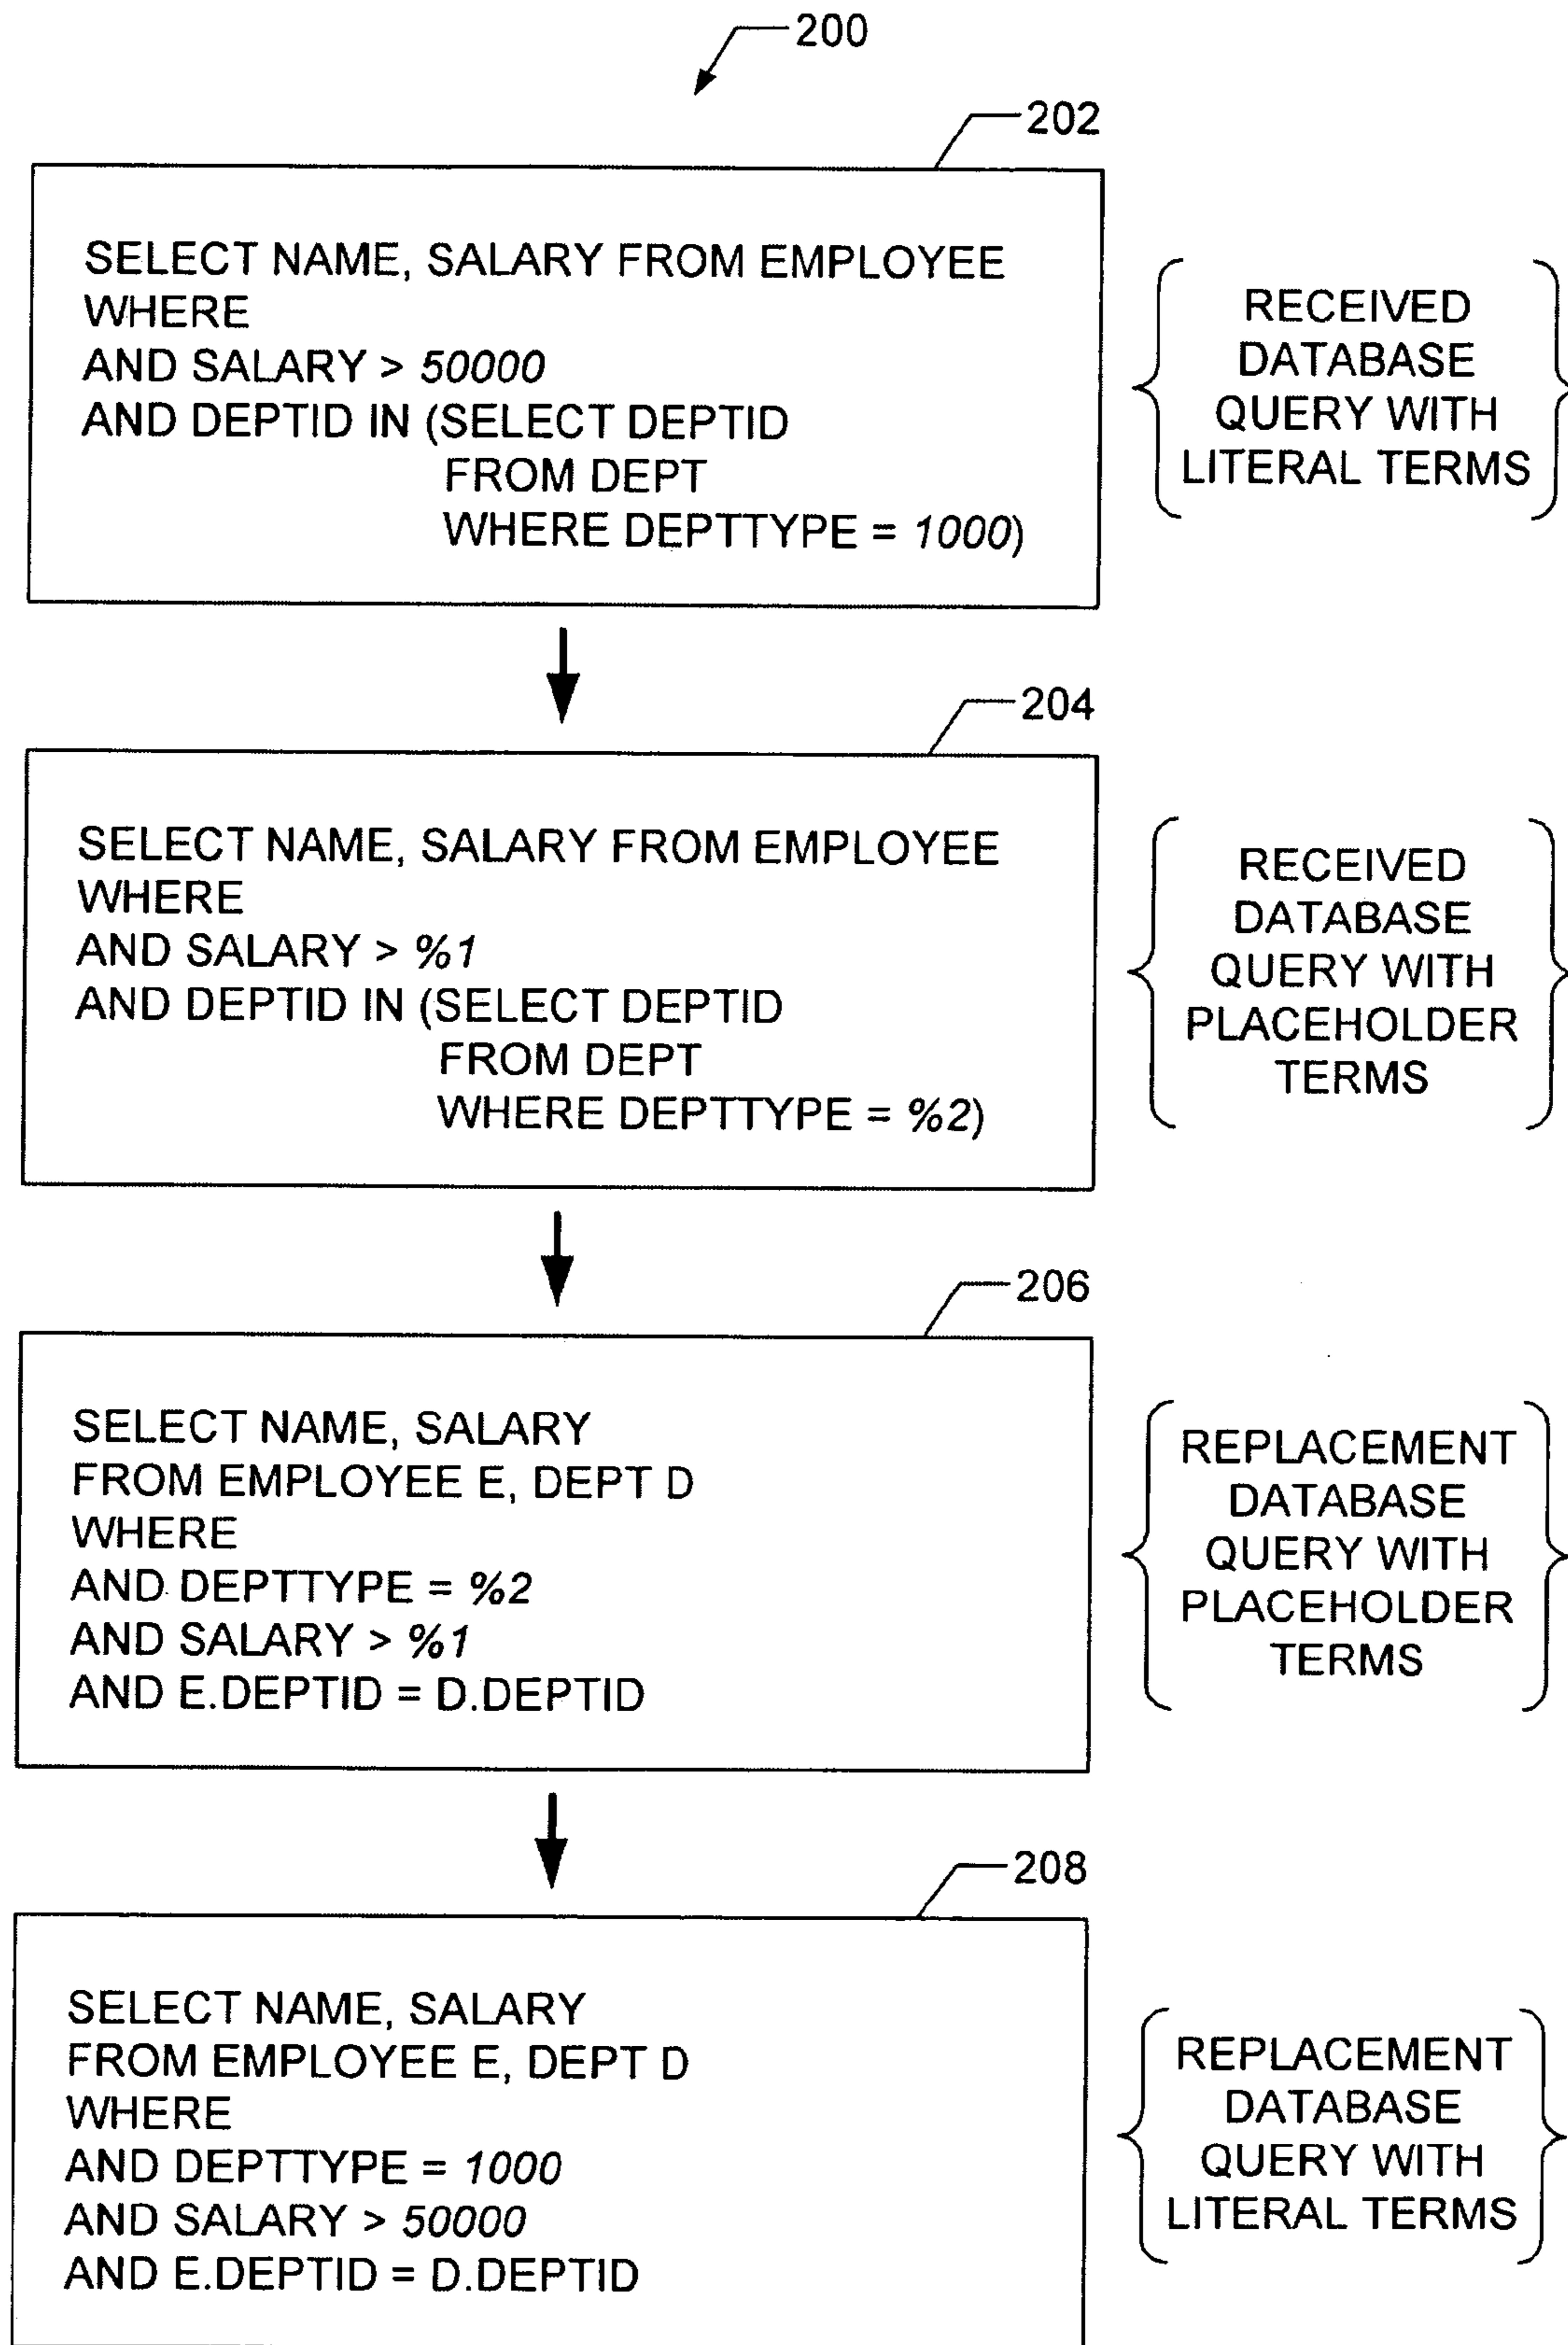 200
202
SELECT NAME, SALARY FROM EMPLOYEE
WHERE
AND SALARY > 50000
AND DEPTID IN (SELECT DEPTID
FROM DEPT
WHERE DEPTTYPE = 1000)
RECEIVED
DATABASE
QUERY WITH
LITERAL TERMS
204
SELECT NAME, SALARY FROM EMPLOYEE
WHERE
AND SALARY > %1
AND DEPTID IN (SELECT DEPTID
FROM DEPT
WHERE DEPTTYPE = %2)
RECEIVED
DATABASE
QUERY WITH
PLACEHOLDER
TERMS
206
SELECT NAME, SALARY
FROM EMPLOYEE E, DEPT D
WHERE
AND DEPTTYPE = %2
AND SALARY > %1
AND E.DEPTID = D.DEPTID
REPLACEMENT
DATABASE
QUERY WITH
PLACEHOLDER
TERMS
208
SELECT NAME, SALARY
FROM EMPLOYEE E, DEPT D
WHERE
AND DEPTTYPE = 1000
AND SALARY > 50000
AND E.DEPTID = D.DEPTID
REPLACEMENT
DATABASE
QUERY WITH
LITERAL TERMS